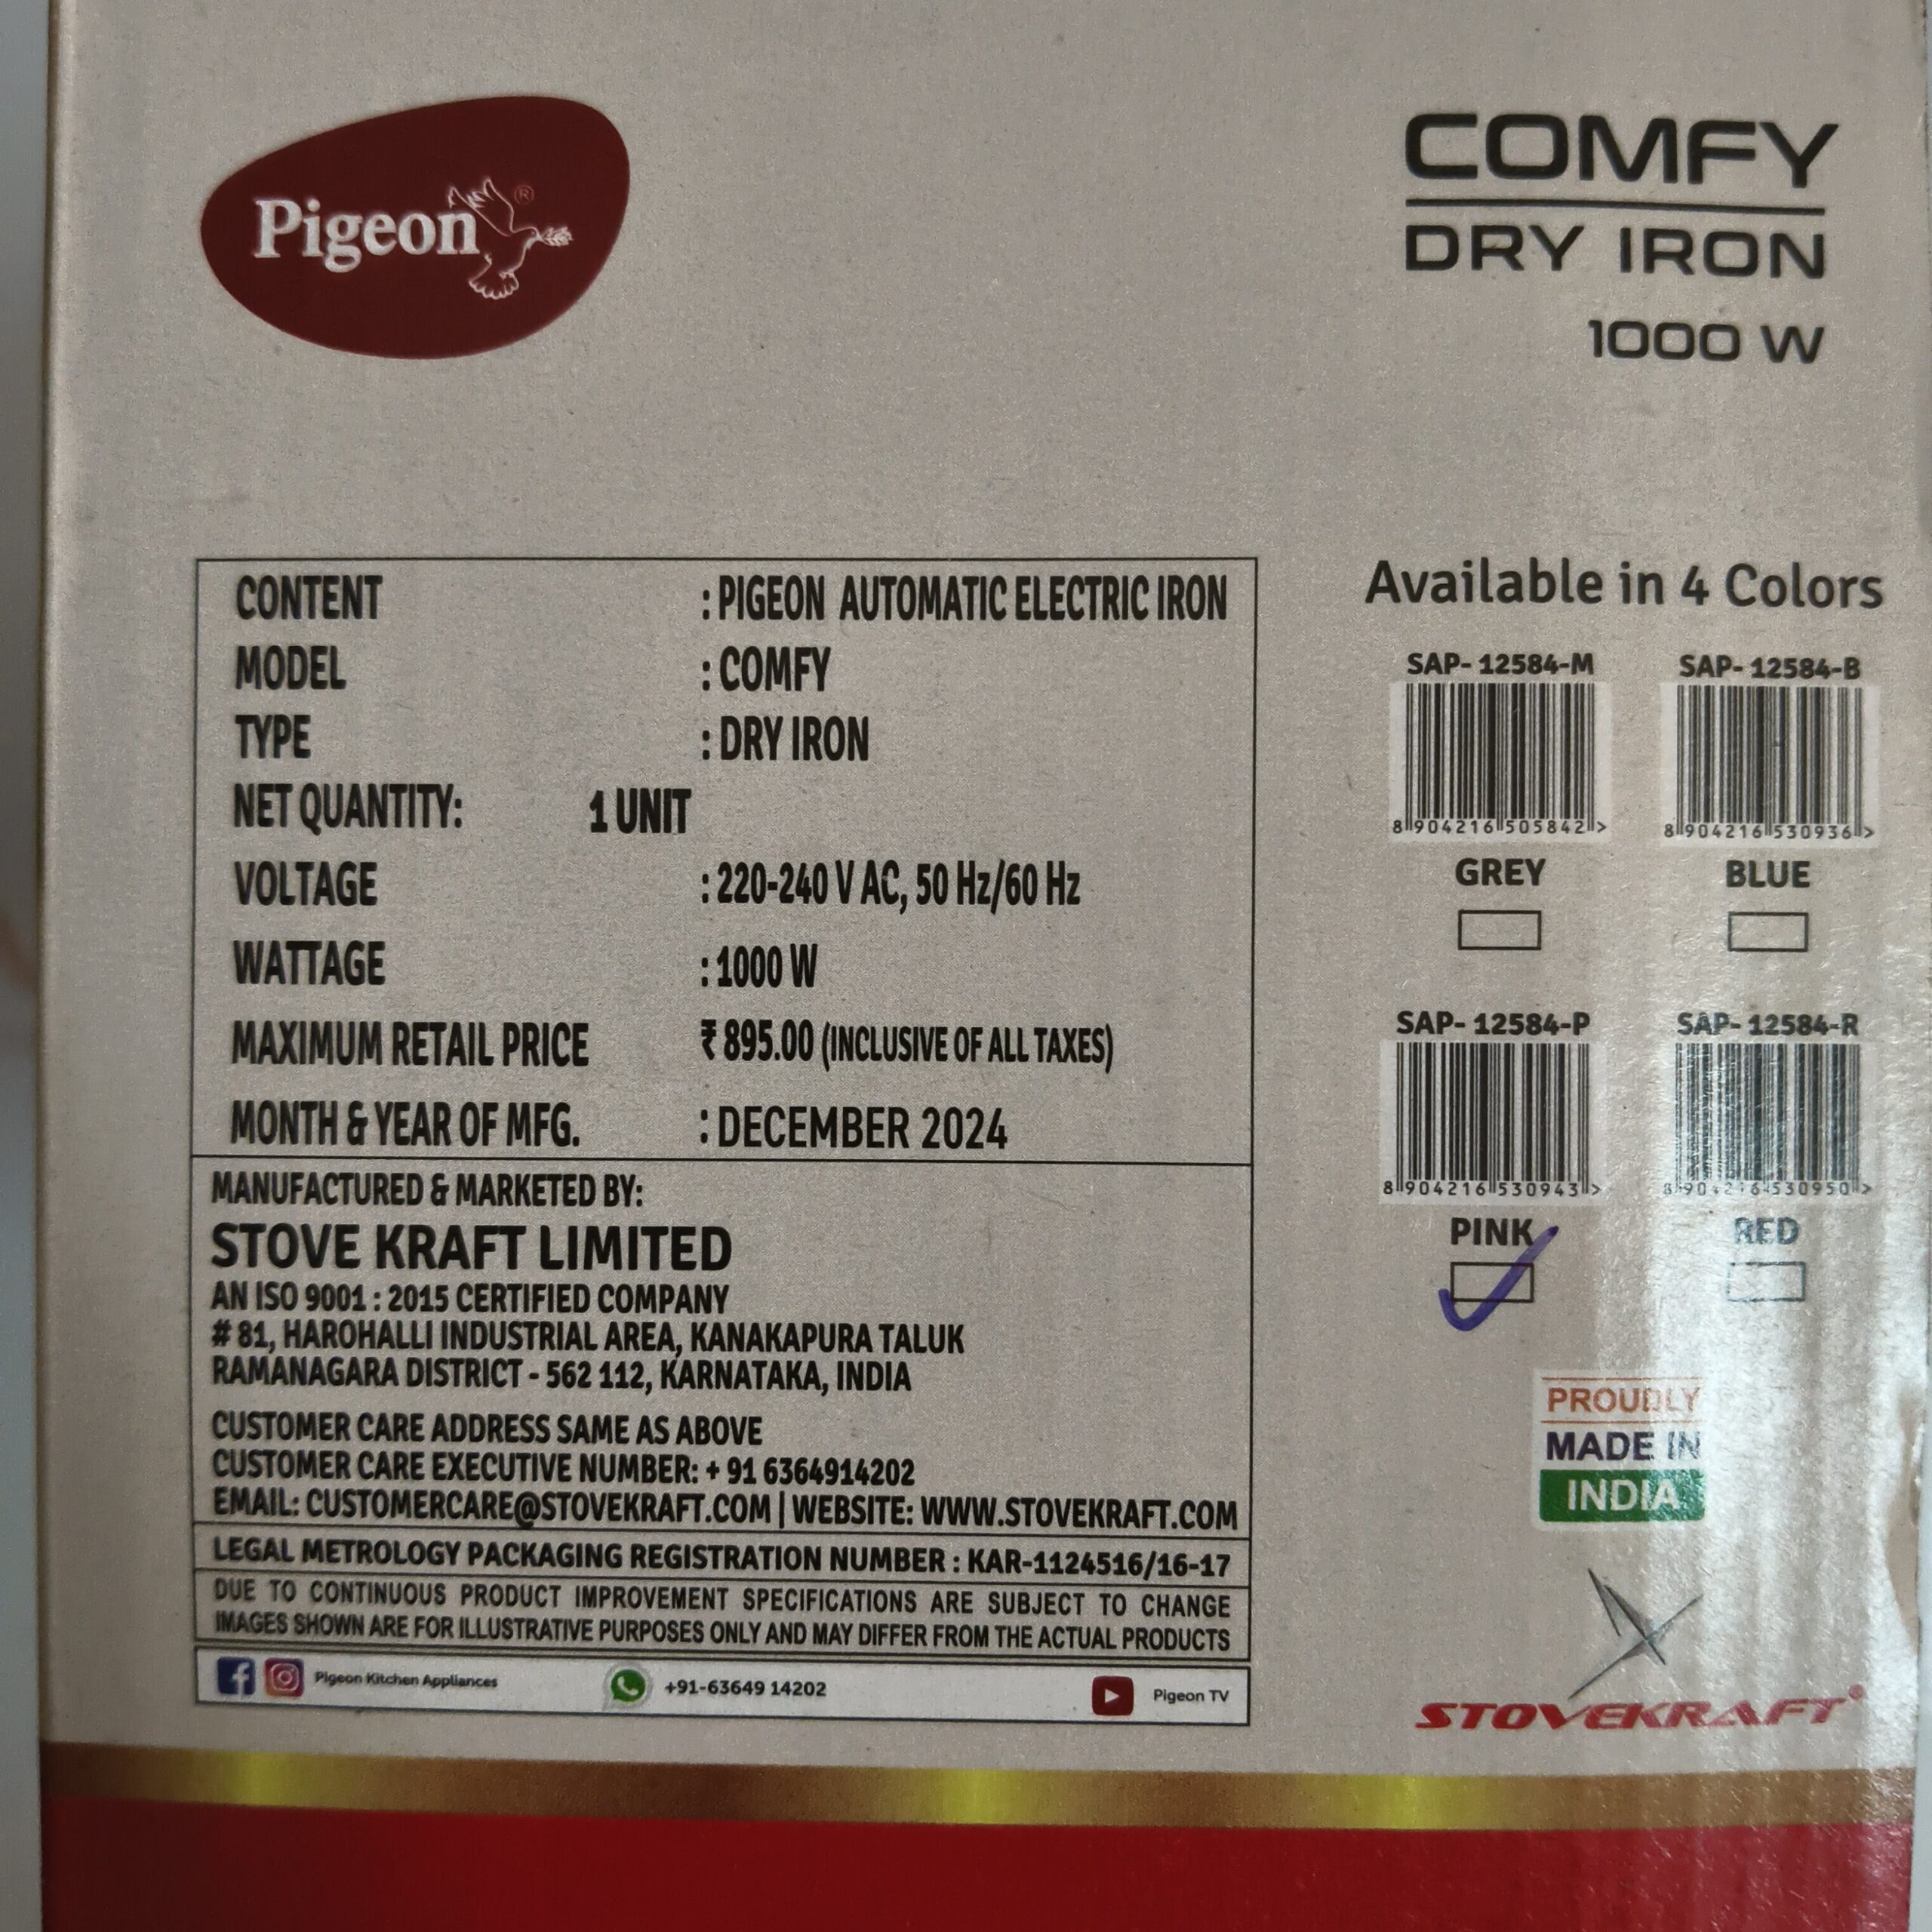 Pigeon®
COMFY
DRY IRON
1000 W
CONTENT : PIGEON AUTOMATIC ELECTRIC IRON
MODEL : COMFY
TYPE : DRY IRON
NET QUANTITY: 1 UNIT
VOLTAGE : 220-240 V AC, 50 Hz/60 Hz
WATTAGE : 1000 W
MAXIMUM RETAIL PRICE ₹ 895.00 (INCLUSIVE OF ALL TAXES)
MONTH & YEAR OF MFG. : DECEMBER 2024
MANUFACTURED & MARKETED BY:
STOVE KRAFT LIMITED
AN ISO 9001 : 2015 CERTIFIED COMPANY
# 81, HAROHALLI INDUSTRIAL AREA, KANAKAPURA TALUK
RAMANAGARA DISTRICT - 562 112, KARNATAKA, INDIA
CUSTOMER CARE ADDRESS SAME AS ABOVE
CUSTOMER CARE EXECUTIVE NUMBER: + 91 6364914202
EMAIL: CUSTOMERCARE@STOVEKRAFT.COM | WEBSITE: WWW.STOVEKRAFT.COM
LEGAL METROLOGY PACKAGING REGISTRATION NUMBER : KAR-1124516/16-17
DUE TO CONTINUOUS PRODUCT IMPROVEMENT SPECIFICATIONS ARE SUBJECT TO CHANGE
IMAGES SHOWN ARE FOR ILLUSTRATIVE PURPOSES ONLY AND MAY DIFFER FROM THE ACTUAL PRODUCTS
Pigeon Kitchen Appliances +91-63649 14202 Pigeon TV
Available in 4 Colors
SAP- 12584-M SAP- 12584-B
8 904216 505842 > 8 904216 530936 >
GREY BLUE
SAP- 12584-P SAP- 12584-R
8 904216 530943 > 8 904216 530950 >
PINK RED
PROUDLY
MADE IN
INDIA
STOVEKRAFT®